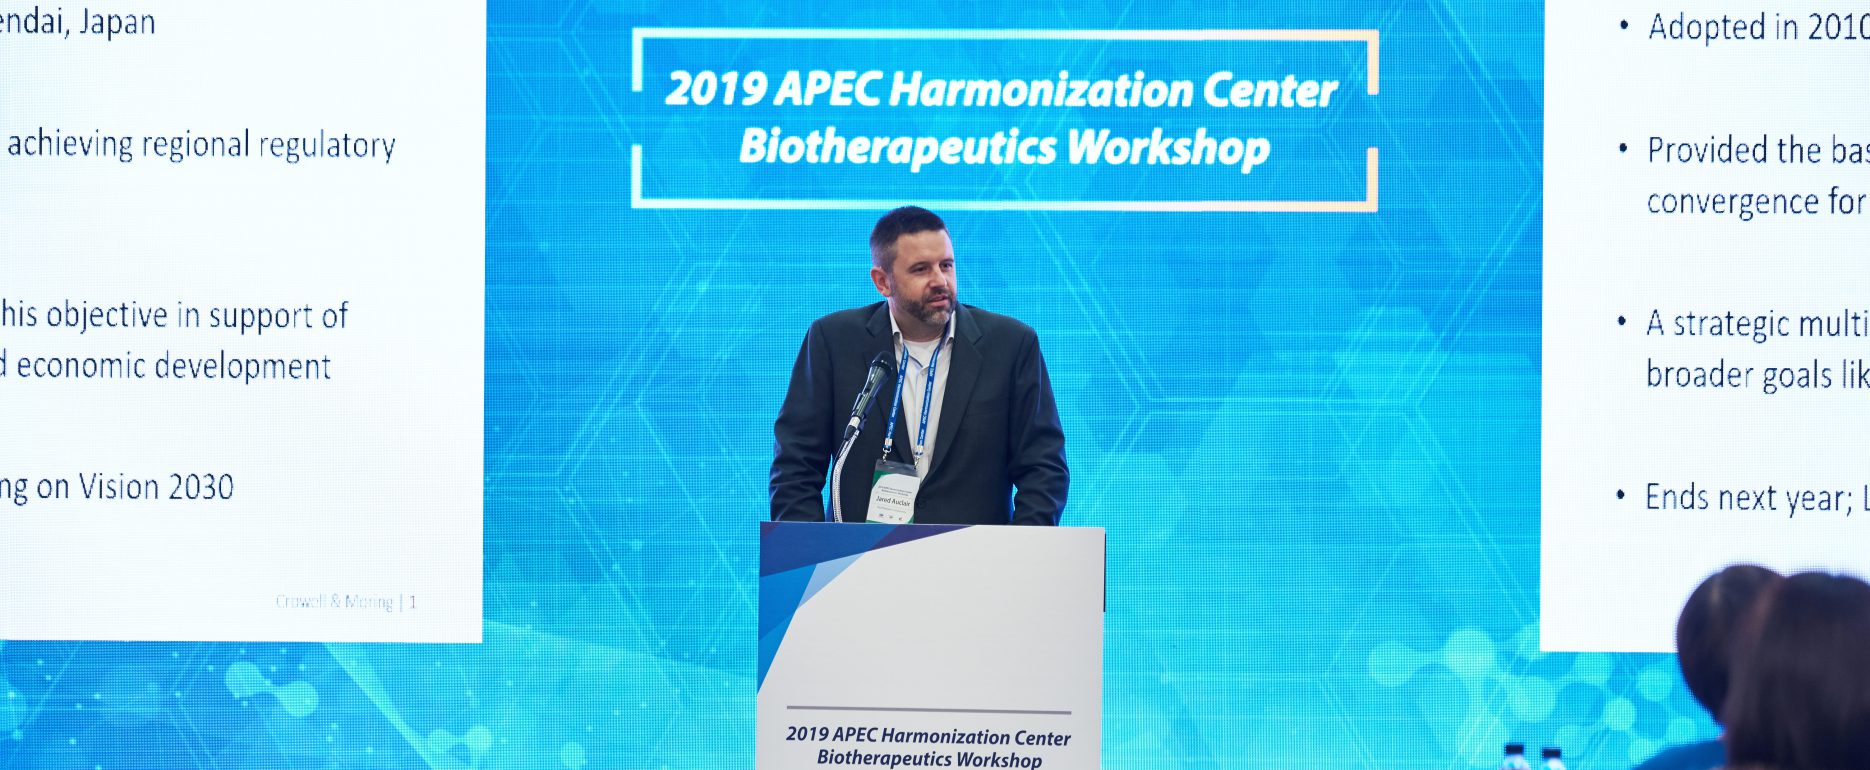 endai, Japan
achieving regional regulatory
his objective in support of
d economic development
ng on Vision 2030
Crowell & Moring | 1
2019 APEC Harmonization Center
Biotherapeutics Workshop
Jared Auclair
2019 APEC Harmonization Center
Biotherapeutics Workshop
• Adopted in 2010
• Provided the bas
convergence for
• A strategic multi
broader goals lik
• Ends next year; L